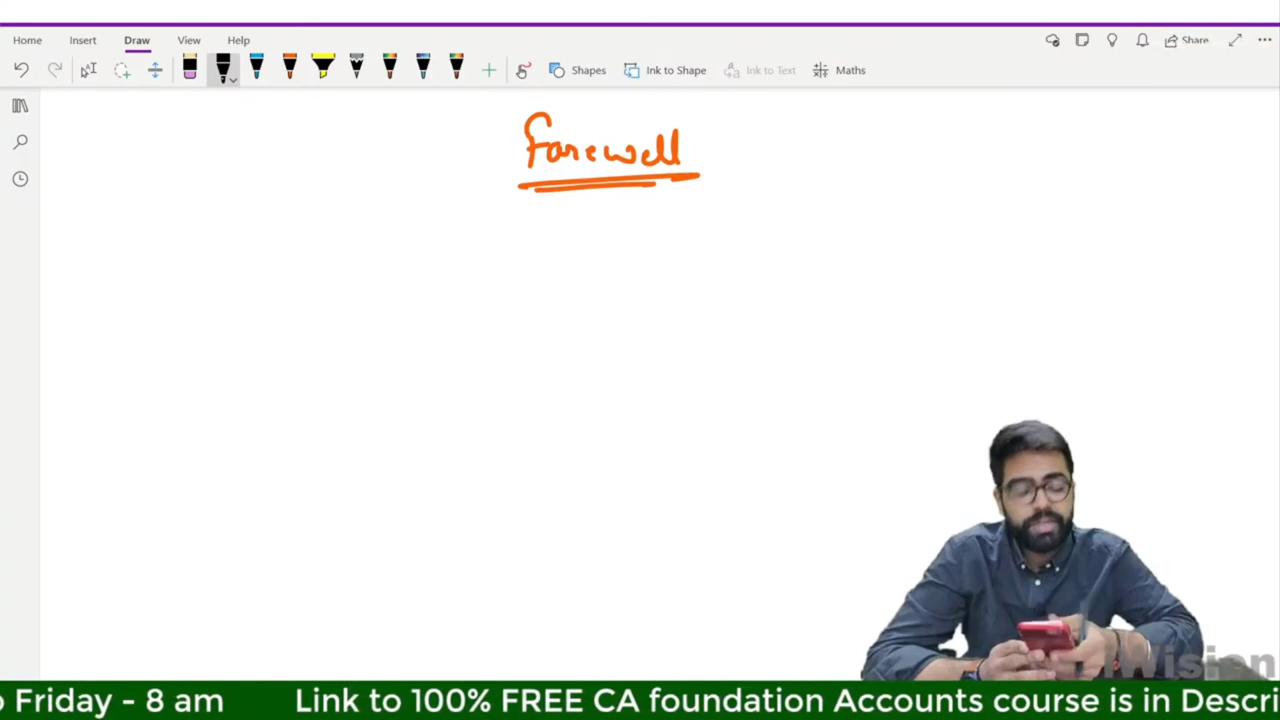 Home Insert Draw View Help Share
Shapes Ink to Shape Ink to Text Maths
Farewell
Friday - 8 am Link to 100% FREE CA foundation Accounts course is in Descri